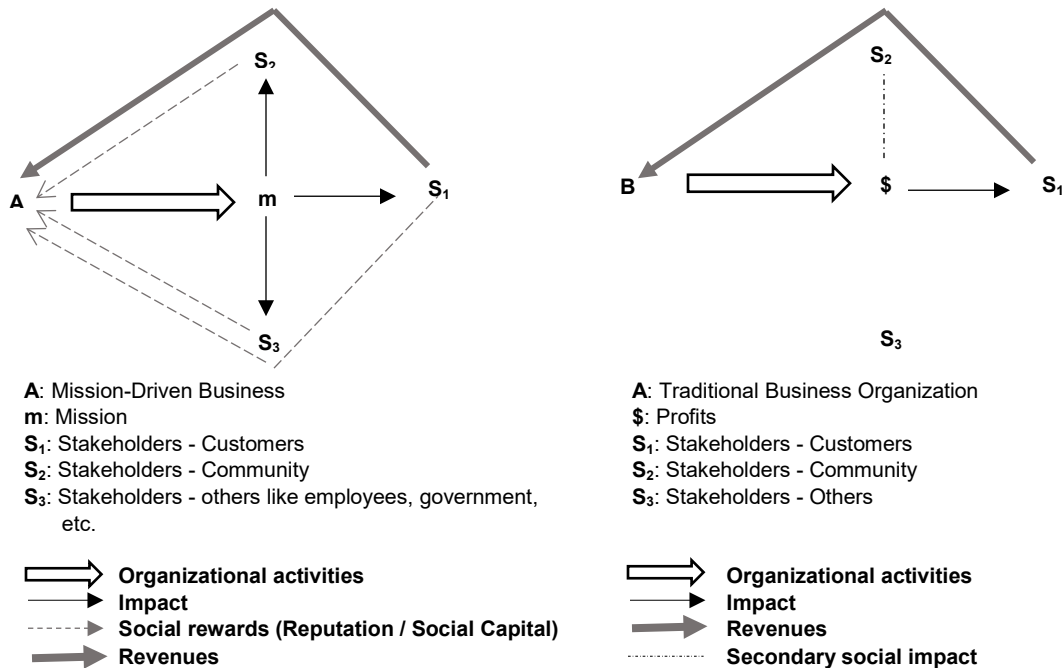 S₂
A
m
S₁
S₃
A: Mission-Driven Business
m: Mission
S₁: Stakeholders - Customers
S₂: Stakeholders - Community
S₃: Stakeholders - others like employees, government,
etc.
Organizational activities
Impact
Social rewards (Reputation / Social Capital)
Revenues
S₂
B
$
S₁
S₃
A: Traditional Business Organization
$: Profits
S₁: Stakeholders - Customers
S₂: Stakeholders - Community
S₃: Stakeholders - Others
Organizational activities
Impact
Revenues
Secondary social impact